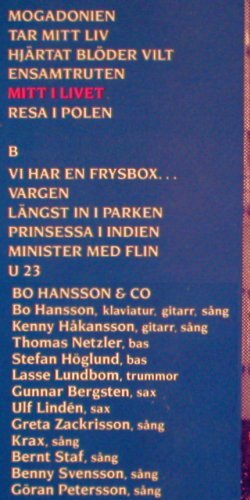 MOGADONIEN
TAR MITT LIV
HJÄRTAT BLÖDER VILT
ENSAMTRUTEN
MITT I LIVET
RESA I POLEN
B
VI HAR EN FRYSBOX...
VARGEN
LÄNGST IN I PARKEN
PRINSESSA I INDIEN
MINISTER MED FLIN
U 23
BO HANSSON & CO
Bo Hansson, klaviatur, gitarr, sång
Kenny Håkansson, gitarr, sång
Thomas Netzler, bas
Stefan Höglund, bas
Lasse Lundbom, trummor
Gunnar Bergsten, sax
Ulf Lindén, sax
Greta Zackrisson, sång
Krax, sång
Bernt Staf, sång
Benny Svensson, sång
Göran Petersson, sång